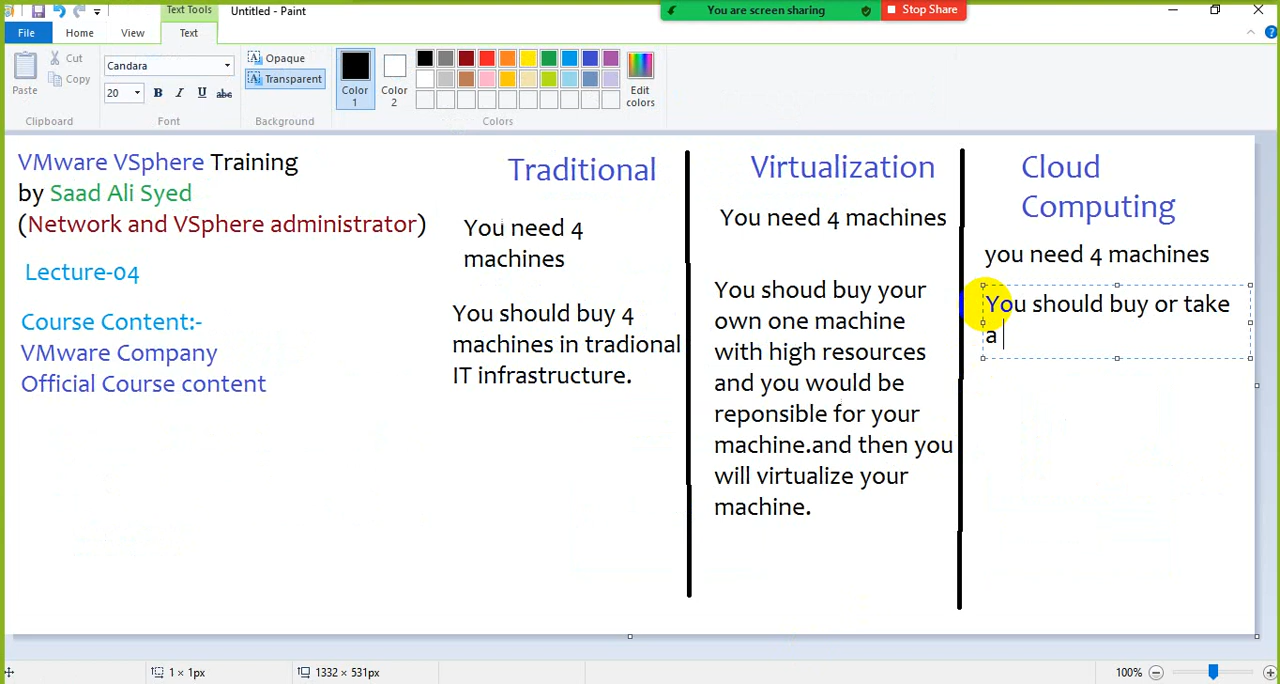 Text Tools
Untitled - Paint
You are screen sharing
Stop Share
File
Home
View
Text
Paste
Cut
Copy
Clipboard
Candara
20
B I U abc
Font
A Opaque
A Transparent
Background
Color 1
Color 2
Edit colors
Colors
VMware VSphere Training
by Saad Ali Syed
(Network and VSphere administrator)
Lecture-04
Course Content:-
VMware Company
Official Course content
Traditional
You need 4
machines
You should buy 4
machines in tradional
IT infrastructure.
Virtualization
You need 4 machines
You shoud buy your
own one machine
with high resources
and you would be
reponsible for your
machine.and then you
will virtualize your
machine.
Cloud
Computing
you need 4 machines
You should buy or take
a
1 × 1px
1332 × 531px
100%